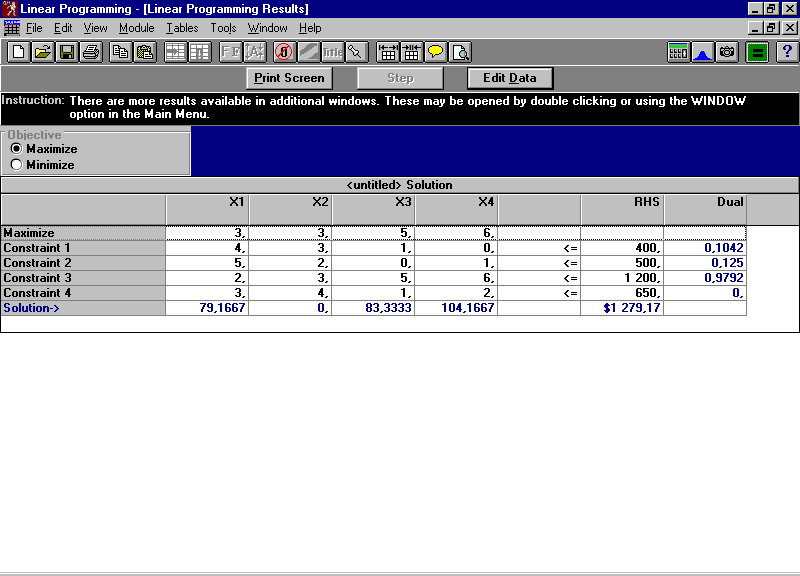 Linear Programming - [Linear Programming Results]
File Edit View Module Tables Tools Window Help
Title ?
Print Screen Step Edit Data
Instruction: There are more results available in additional windows. These may be opened by double clicking or using the WINDOW
option in the Main Menu.
Objective
Maximize
Minimize
<untitled> Solution
X1 X2 X3 X4 RHS Dual
Maximize 3, 3, 5, 6,
Constraint 1 4, 3, 1, 0, <= 400, 0,1042
Constraint 2 5, 2, 0, 1, <= 500, 0,125
Constraint 3 2, 3, 5, 6, <= 1 200, 0,9792
Constraint 4 3, 4, 1, 2, <= 650, 0,
Solution-> 79,1667 0, 83,3333 104,1667 $1 279,17